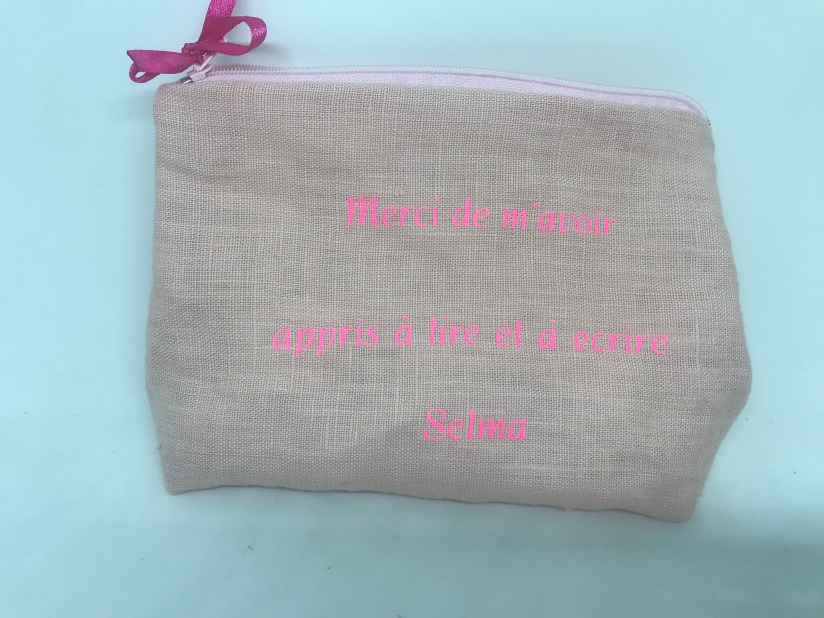 Merci de m'avoir
appris à lire et à ecrire
Selma